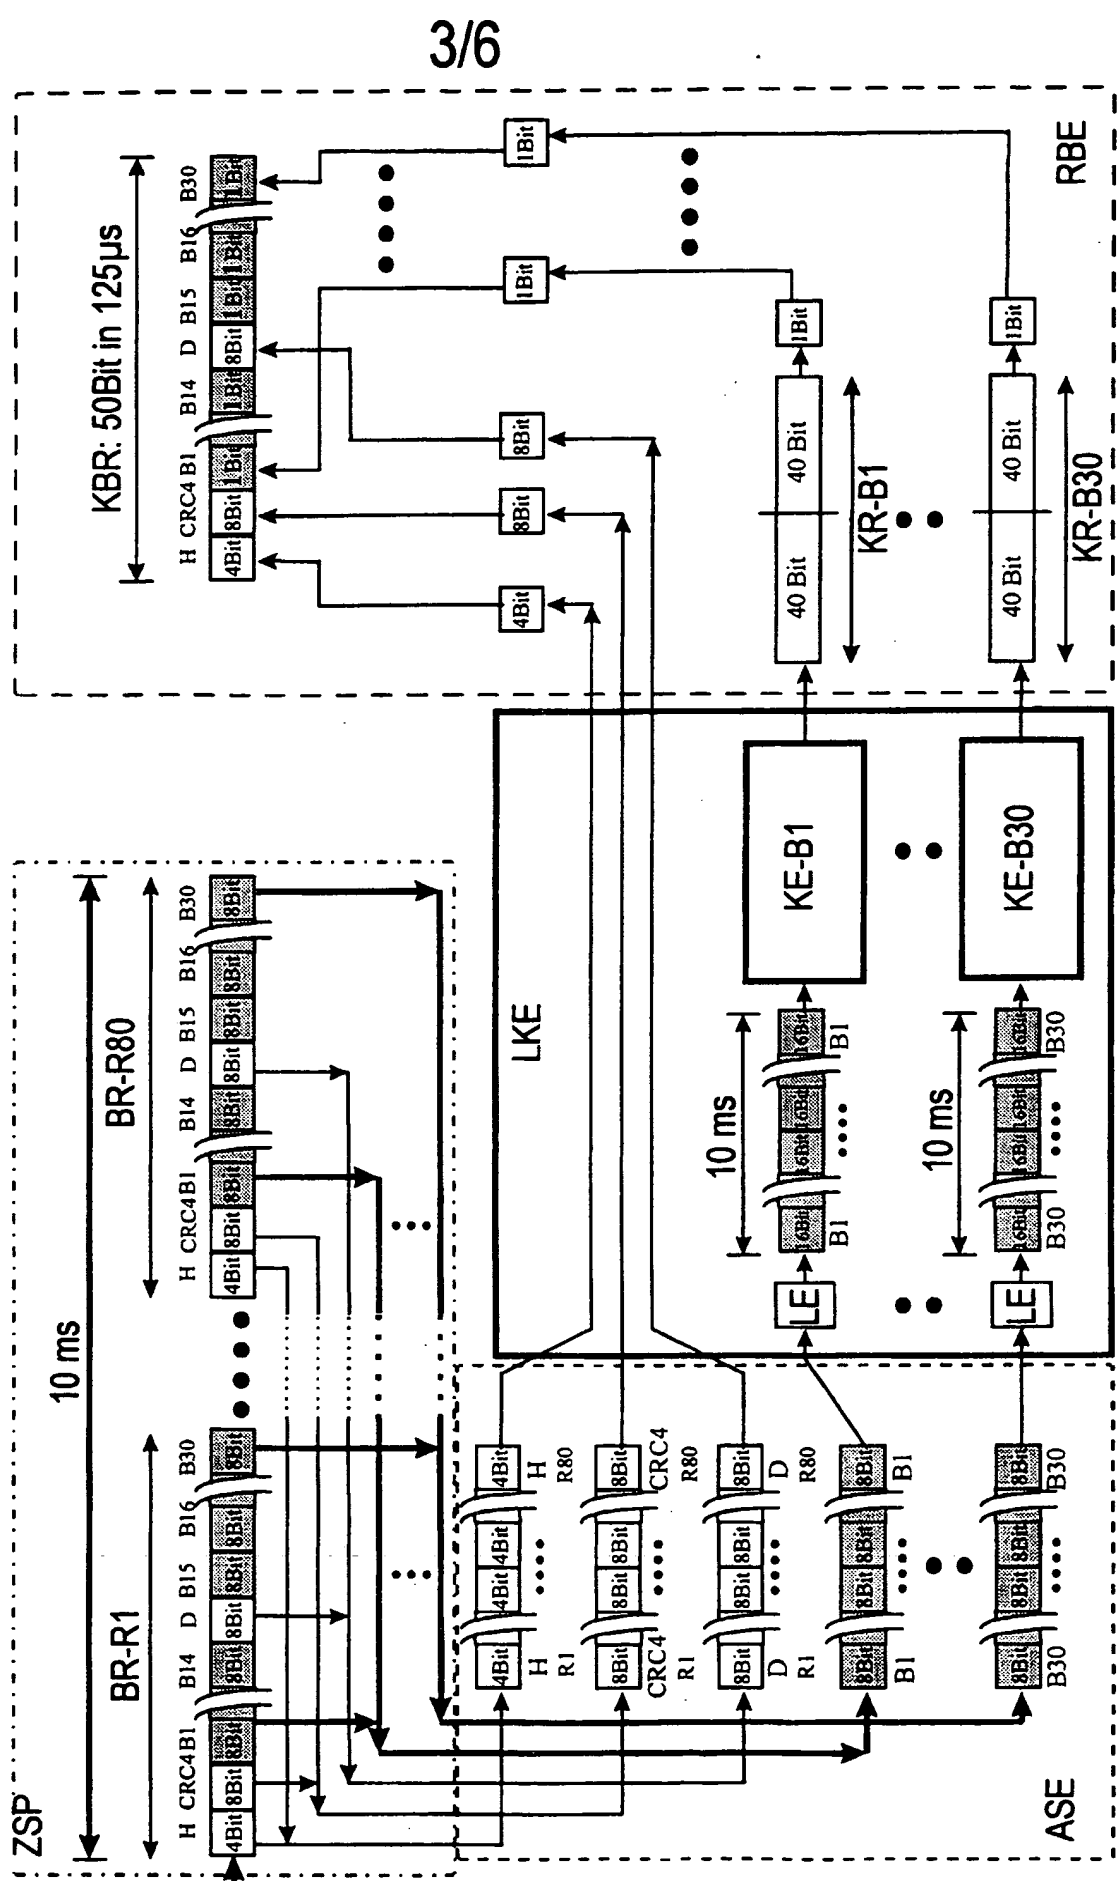 3/6
ZSP
10 ms
BR-R1
BR-R80
H CRC4 B1 B14 D B15 B16 B30
4Bit 8Bit 8Bit 8Bit 8Bit 8Bit 8Bit 8Bit
H CRC4 B1 B14 D B15 B16 B30
4Bit 8Bit 8Bit 8Bit 8Bit 8Bit 8Bit 8Bit
KBR: 50Bit in 125µs
H CRC4 B1 B14 D B15 B16 B30
4Bit 8Bit 1Bit 1Bit 8Bit 1Bit 1Bit 1Bit
4Bit 8Bit 8Bit 1Bit 1Bit
RBE
ASE
4Bit 4Bit 4Bit 4Bit
H H
R1 R80
8Bit 8Bit 8Bit 8Bit
CRC4 CRC4
R1 R80
8Bit 8Bit 8Bit 8Bit
D D
R1 R80
8Bit 8Bit 8Bit 8Bit
B1 B1
8Bit 8Bit 8Bit 8Bit
B30 B30
LKE
10 ms
LE
16Bit 16Bit 16Bit 16Bit
B1 B1
KE-B1
40 Bit 40 Bit
1Bit
KR-B1
10 ms
LE
16Bit 16Bit 16Bit 16Bit
B30 B30
KE-B30
40 Bit 40 Bit
1Bit
KR-B30